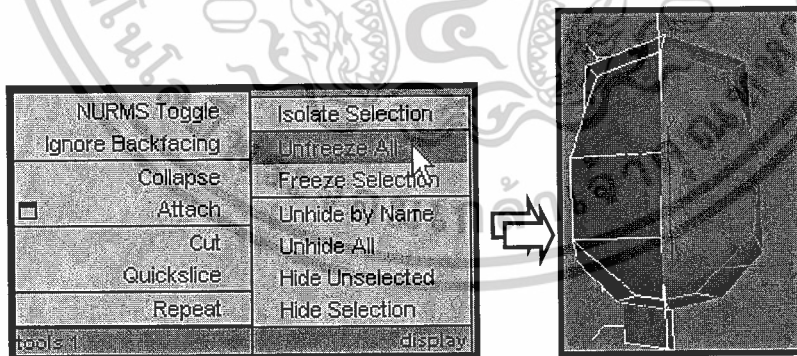 NURMS Toggle
Ignore Backfacing
Collapse
Attach
Cut
Quickslice
Repeat
tools 1
Isolate Selection
Unfreeze All
Freeze Selection
Unhide by Name
Unhide All
Hide Unselected
Hide Selection
display